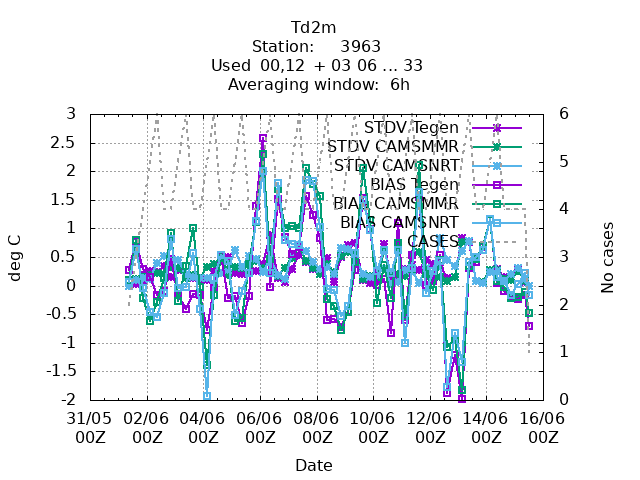 Td2m
Station: 3963
Used 00,12 + 03 06 ... 33
Averaging window: 6h
3
2.5
2
1.5
1
0.5
0
-0.5
-1
-1.5
-2
deg C
6
5
4
3
2
1
0
No cases
STDV Tegen
STDV CAMSMMR
STDV CAMSNRT
BIAS Tegen
BIAS CAMSMMR
BIAS CAMSNRT
CASES
31/05 02/06 04/06 06/06 08/06 10/06 12/06 14/06 16/06
00Z 00Z 00Z 00Z 00Z 00Z 00Z 00Z 00Z
Date